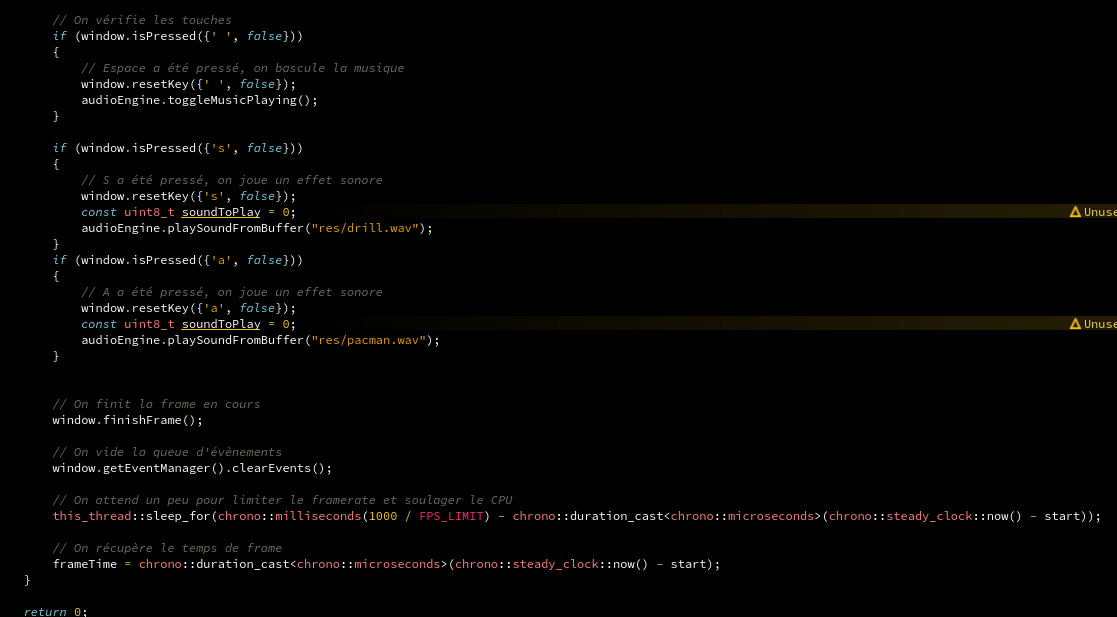 // On vérifie les touches
if (window.isPressed({' ', false}))
{
// Espace a été pressé, on bascule la musique
window.resetKey({' ', false});
audioEngine.toggleMusicPlaying();
}
if (window.isPressed({'s', false}))
{
// S a été pressé, on joue un effet sonore
window.resetKey({'s', false});
const uint8_t soundToPlay = 0; Unuse
audioEngine.playSoundFromBuffer("res/drill.wav");
}
if (window.isPressed({'a', false}))
{
// A a été pressé, on joue un effet sonore
window.resetKey({'a', false});
const uint8_t soundToPlay = 0; Unuse
audioEngine.playSoundFromBuffer("res/pacman.wav");
}
// On finit la frame en cours
window.finishFrame();
// On vide la queue d'évènements
window.getEventManager().clearEvents();
// On attend un peu pour limiter le framerate et soulager le CPU
this_thread::sleep_for(chrono::milliseconds(1000 / FPS_LIMIT) - chrono::duration_cast<chrono::microseconds>(chrono::steady_clock::now() - start));
// On récupère le temps de frame
frameTime = chrono::duration_cast<chrono::microseconds>(chrono::steady_clock::now() - start);
}
return 0;